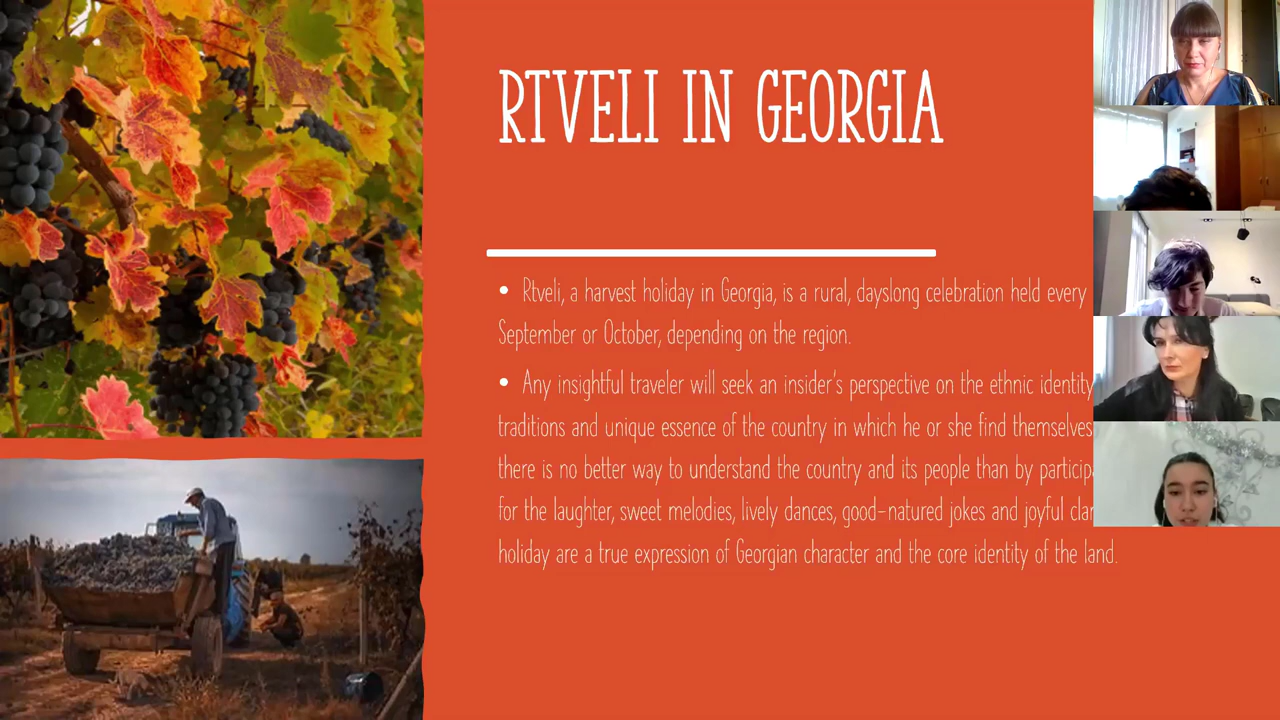 RTVELI IN GEORGIA
• Rtveli, a harvest holiday in Georgia, is a rural, dayslong celebration held every
September or October, depending on the region.
• Any insightful traveler will seek an insider's perspective on the ethnic identity
traditions and unique essence of the country in which he or she find themselves
there is no better way to understand the country and its people than by
for the laughter, sweet melodies, lively dances, good-natured jokes and joyful
holiday are a true expression of Georgian character and the core identity of the land.